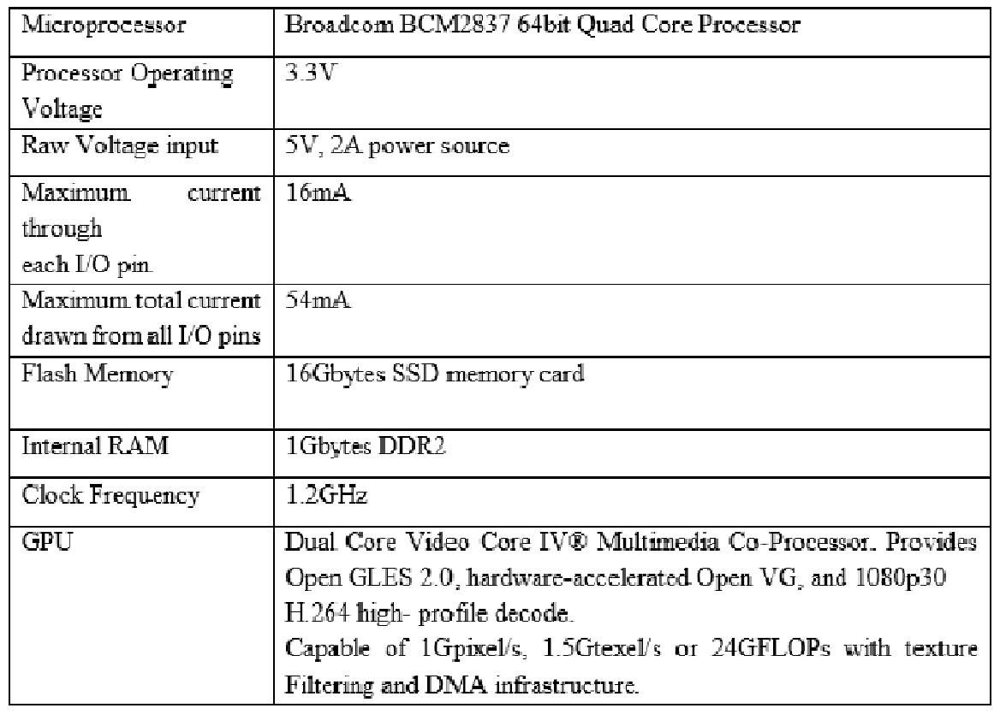 Microprocessor
Broadcom BCM2837 64bit Quad Core Processor
Processor Operating
Voltage
3.3V
Raw Voltage input
5V, 2A power source
Maximum current
through
each I/O pin
16mA
Maximum total current
drawn from all I/O pins
54mA
Flash Memory
16Gbytes SSD memory card
Internal RAM
1Gbytes DDR2
Clock Frequency
1.2GHz
GPU
Dual Core Video Core IV® Multimedia Co-Processor. Provides
Open GLES 2.0, hardware-accelerated Open VG, and 1080p30
H.264 high- profile decode.
Capable of 1Gpixel/s, 1.5Gtexel/s or 24GFLOPs with texture
Filtering and DMA infrastructure.